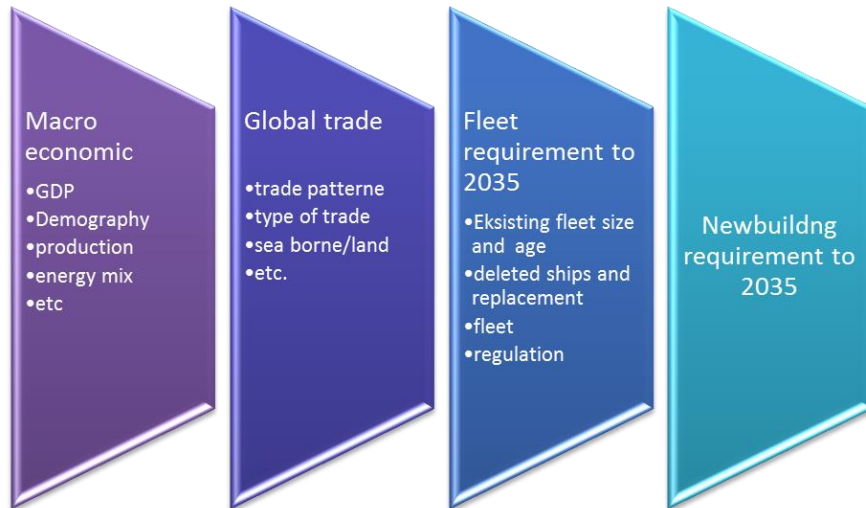 Macro
economic
•GDP
•Demography
•production
•energy mix
•etc
Global trade
•trade patterne
•type of trade
•sea borne/land
•etc.
Fleet
requirement to
2035
•Eksisting fleet size
and age
•deleted ships and
replacement
•fleet
•regulation
Newbuildng
requirement to
2035